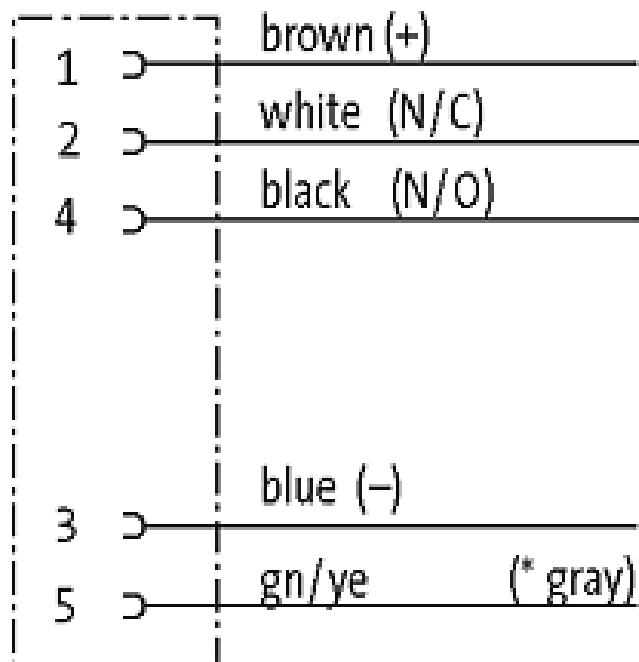 1 brown (+)
2 white (N/C)
4 black (N/O)
3 blue (–)
5 gn/ye (* gray)